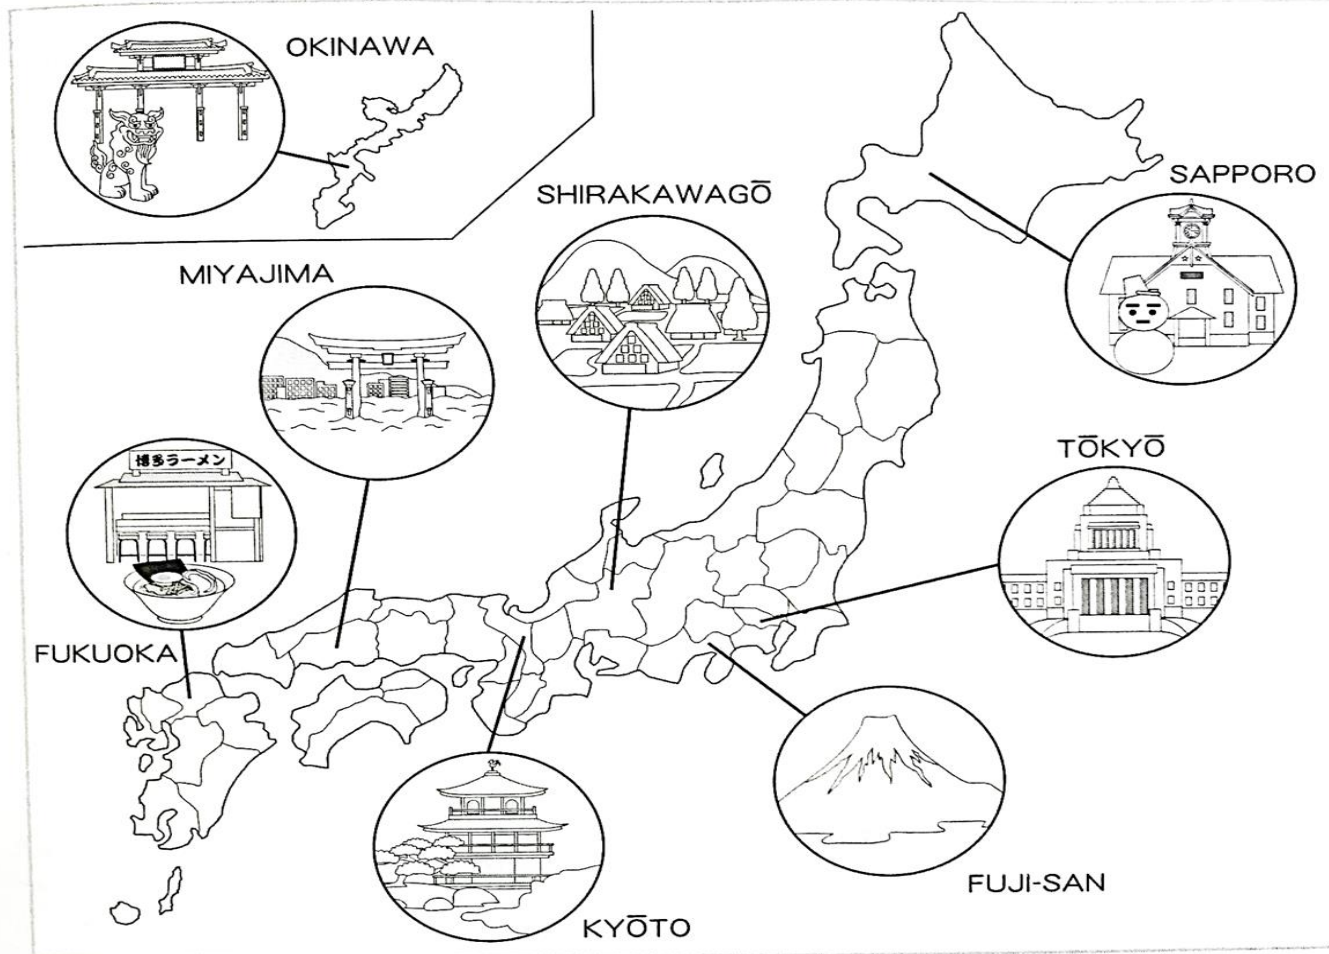 OKINAWA
SAPPORO
SHIRAKAWAGŌ
MIYAJIMA
TŌKYŌ
博多ラーメン
FUKUOKA
FUJI-SAN
KYŌTO